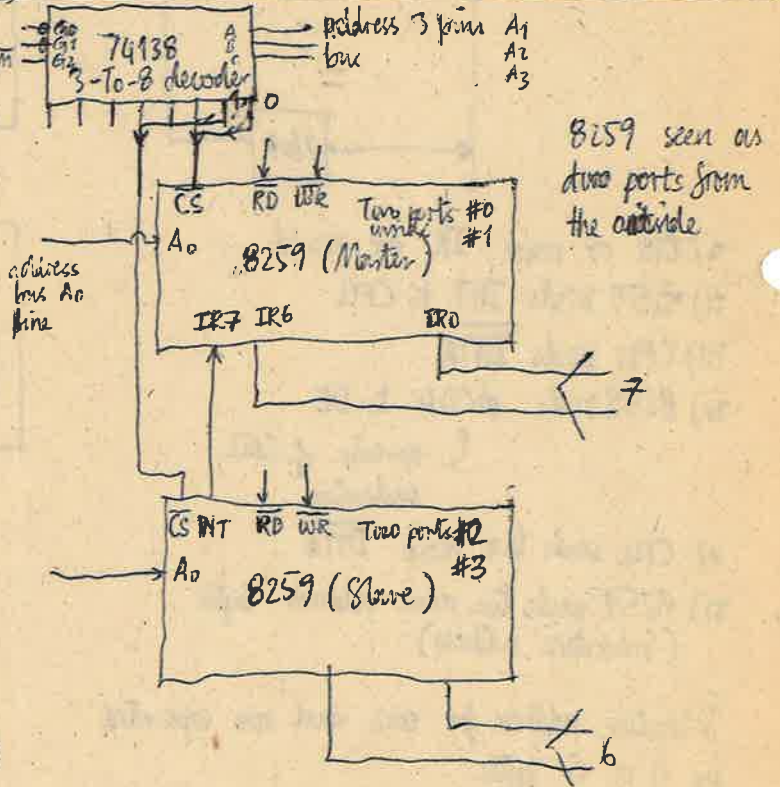 G0
G1
G2
74138
3-To-8 decoder
A
B
C
address 3 pins A1
bus A2
A3
0
8259 seen as
two ports from
the outside
CS RD WR Two ports #0
#1
A0
8259 (Master)
address
bus A0
pins
IR7 IR6 IR0
7
CS INT RD WR Two ports #2
#3
A0
8259 (Slave)
6